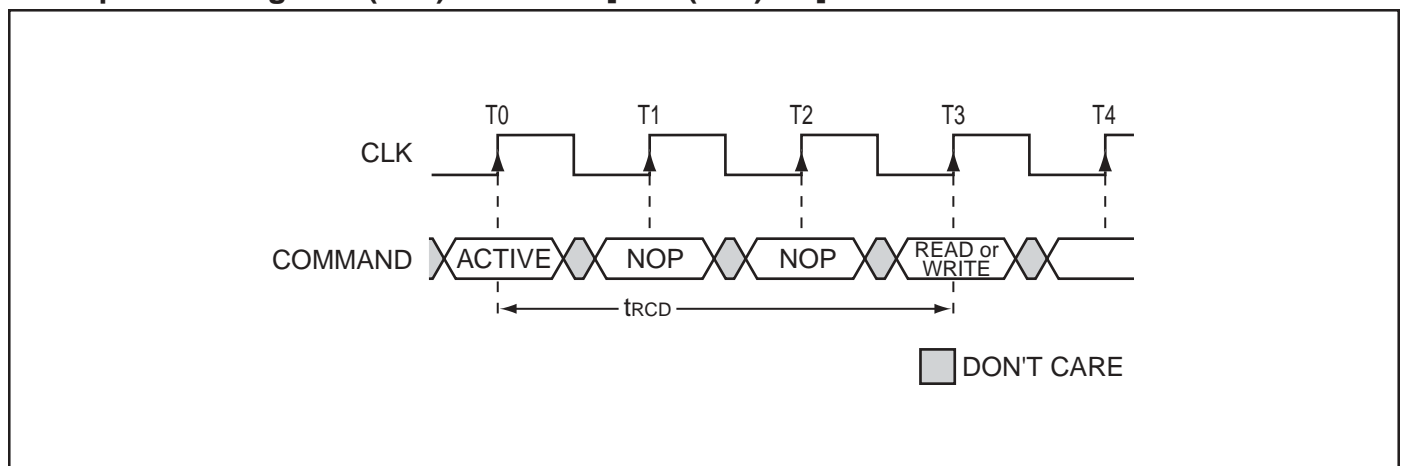 T0 T1 T2 T3 T4
CLK
COMMAND ACTIVE NOP NOP READ or
WRITE
tRCD
DON'T CARE